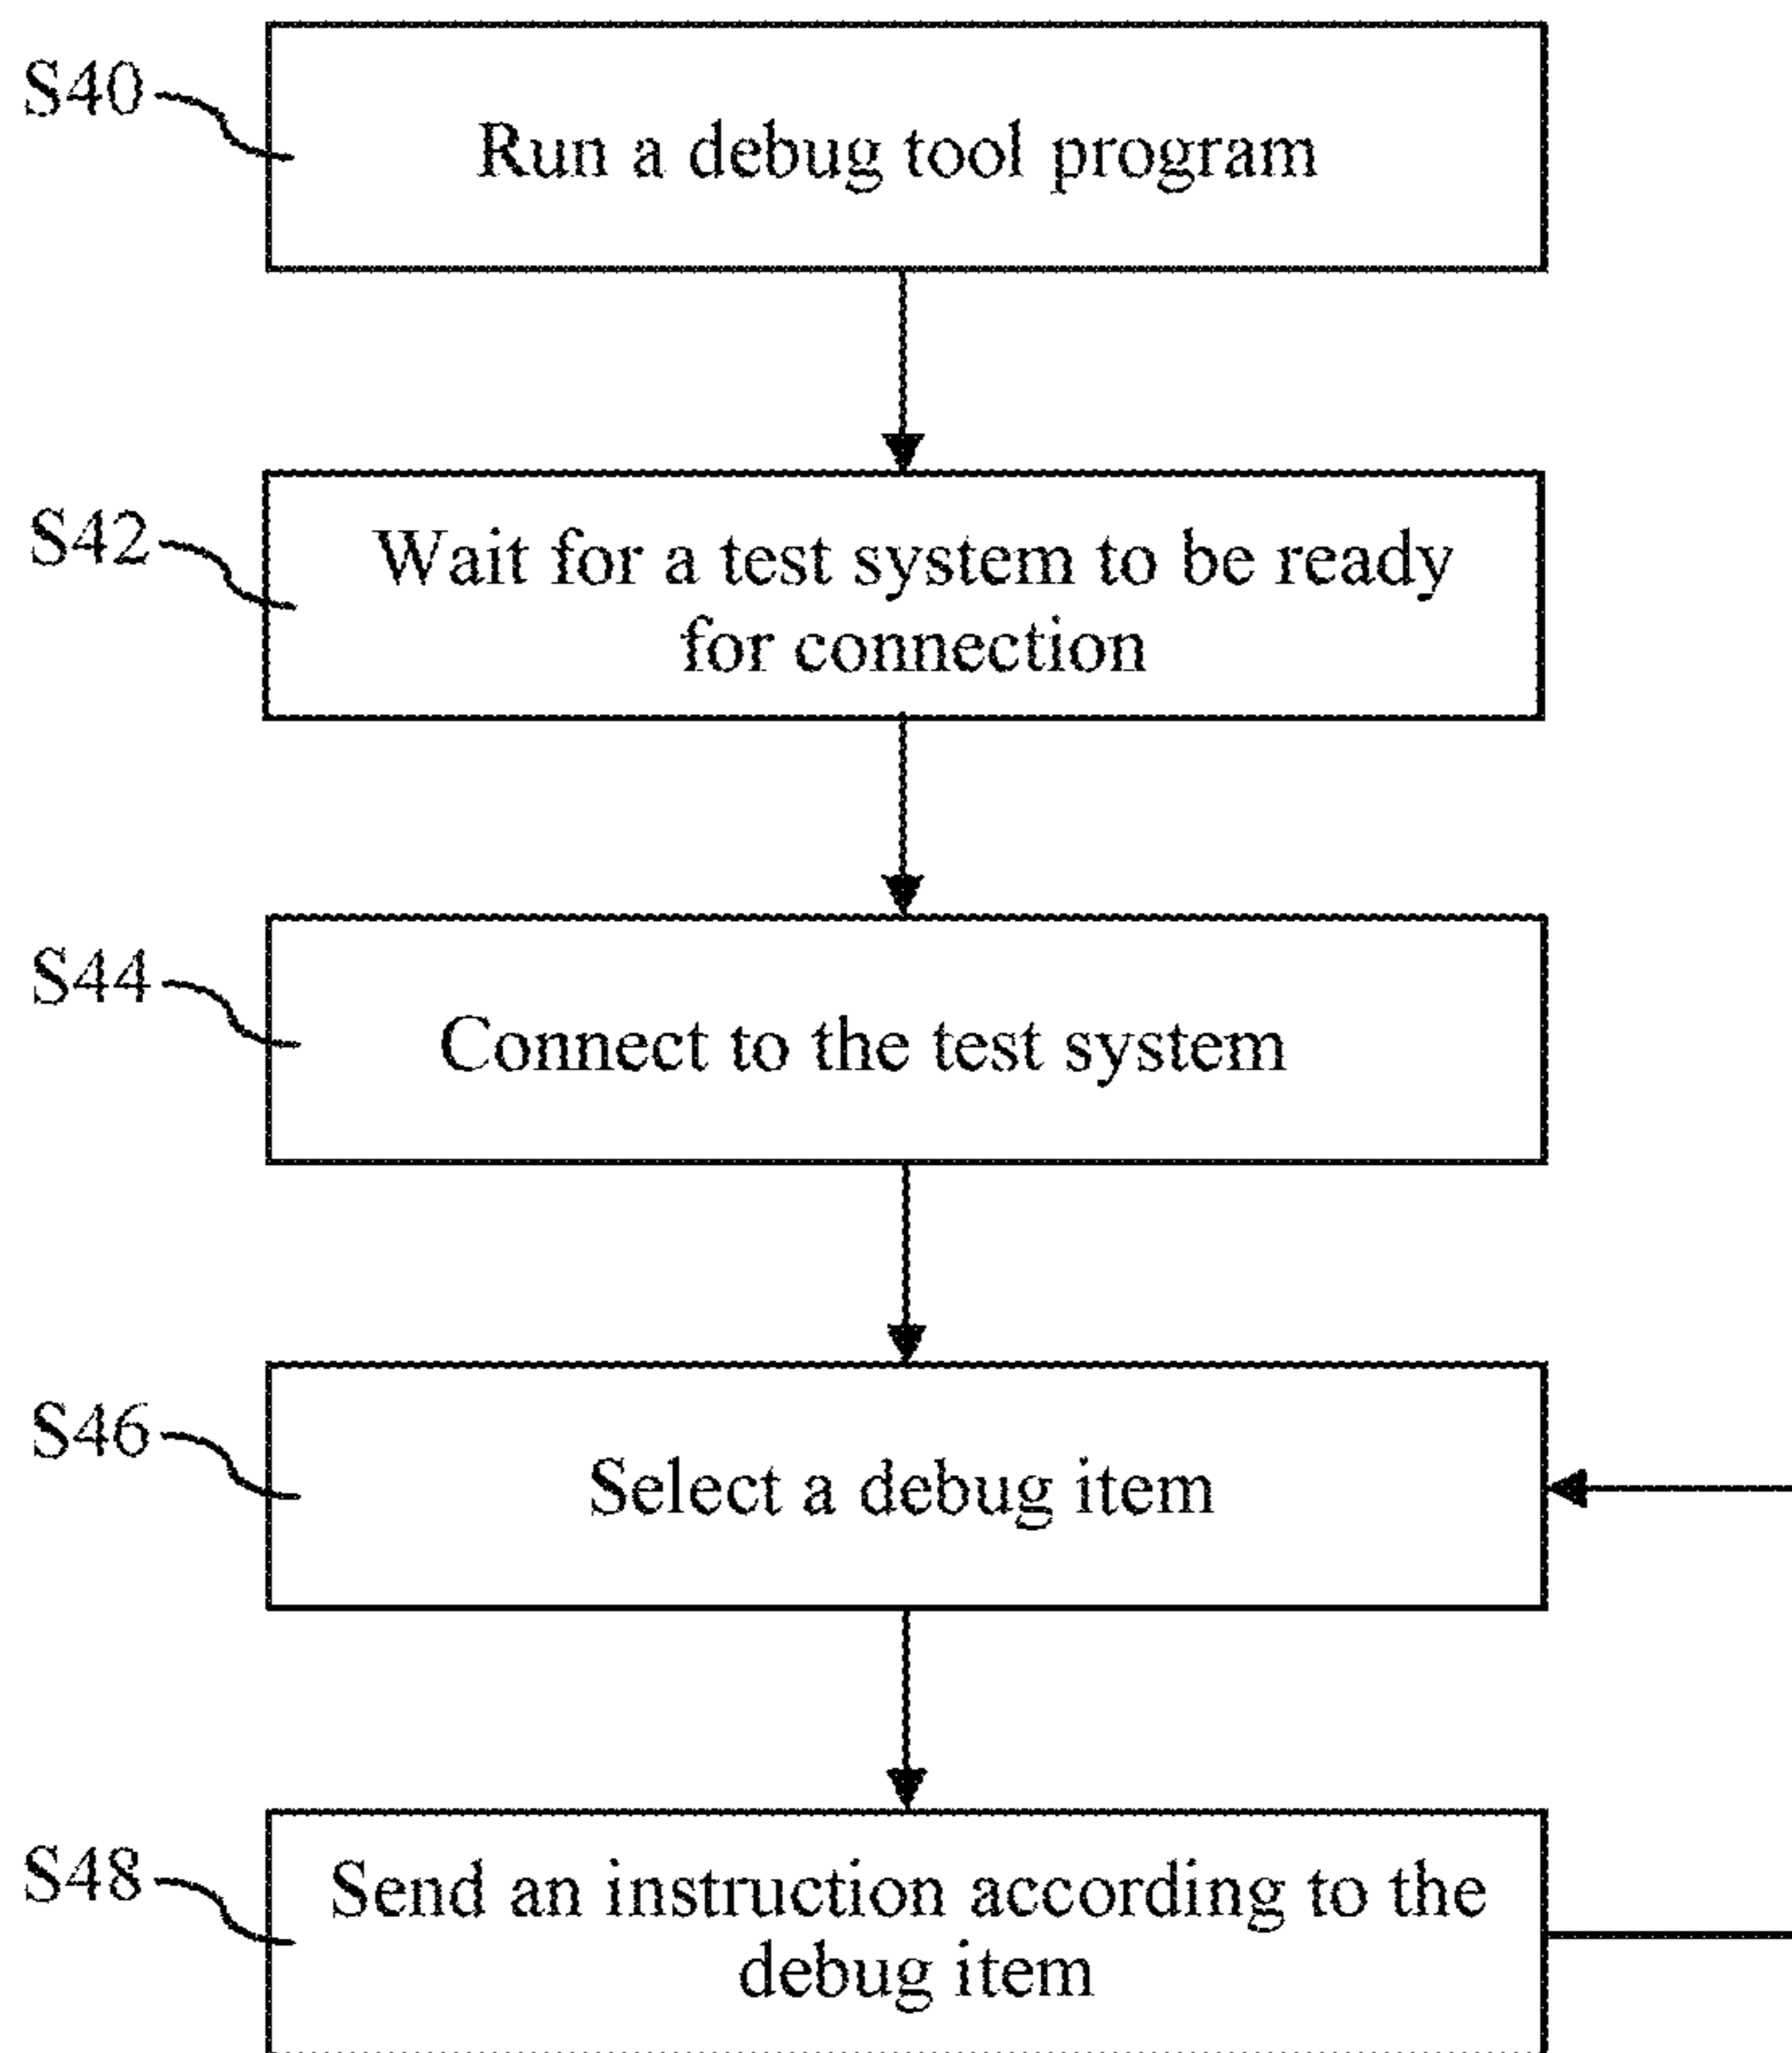 S40
Run a debug tool program
S42
Wait for a test system to be ready
for connection
S44
Connect to the test system
S46
Select a debug item
S48
Send an instruction according to the
debug item